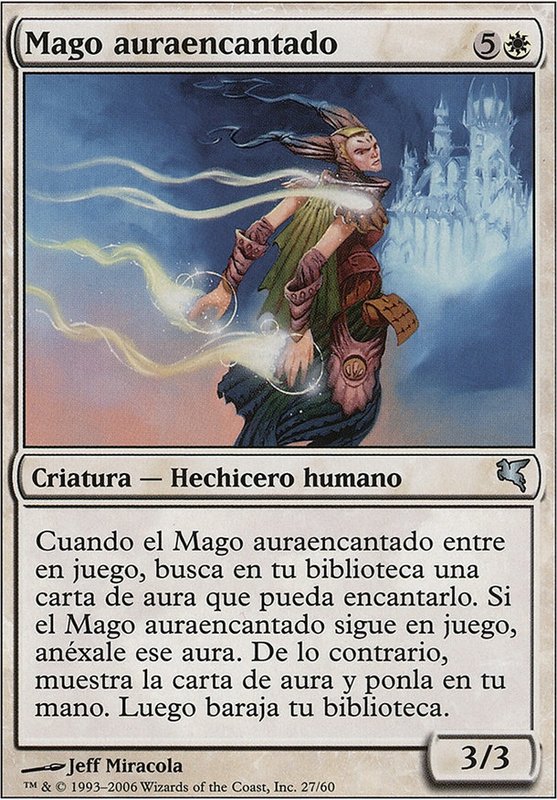 Mago auraencantado
5
Criatura — Hechicero humano
Cuando el Mago auraencantado entre
en juego, busca en tu biblioteca una
carta de aura que pueda encantarlo. Si
el Mago auraencantado sigue en juego,
anéxale ese aura. De lo contrario,
muestra la carta de aura y ponla en tu
mano. Luego baraja tu biblioteca.
3/3
Jeff Miracola
™ & © 1993–2006 Wizards of the Coast, Inc. 27/60